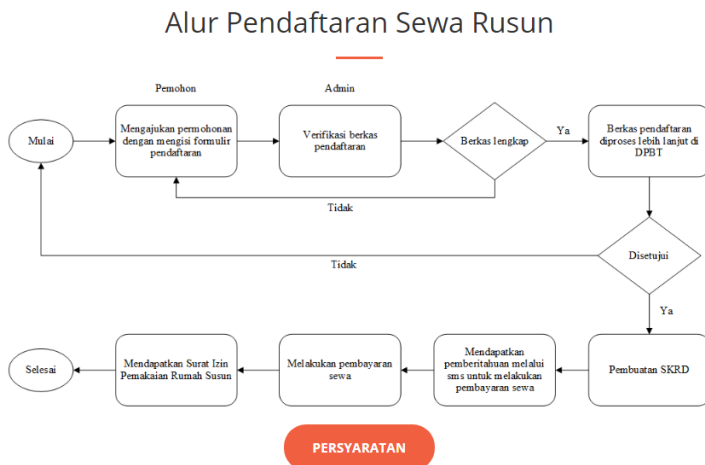 Alur Pendaftaran Sewa Rusun
Pemohon
Admin
Mulai
Mengajukan permohonan
dengan mengisi formulir
pendaftaran
Verifikasi berkas
pendaftaran
Berkas lengkap
Ya
Berkas pendaftaran
diproses lebih lanjut di
DPBT
Tidak
Disetujui
Tidak
Ya
Selesai
Mendapatkan Surat Izin
Pemakaian Rumah Susun
Melakukan pembayaran
sewa
Mendapatkan
pemberitahuan melalui
sms untuk melakukan
pembayaran sewa
Pembuatan SKRD
PERSYARATAN